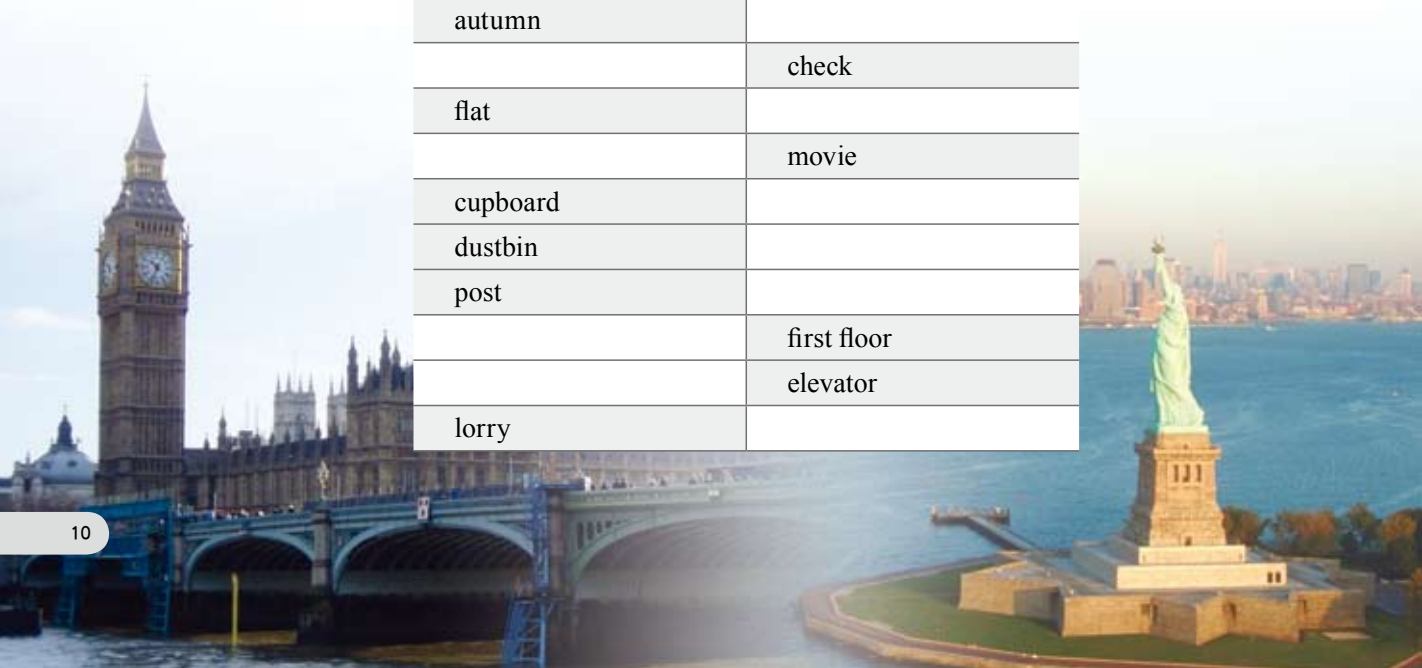 autumn
check
flat
movie
cupboard
dustbin
post
first floor
elevator
lorry
10